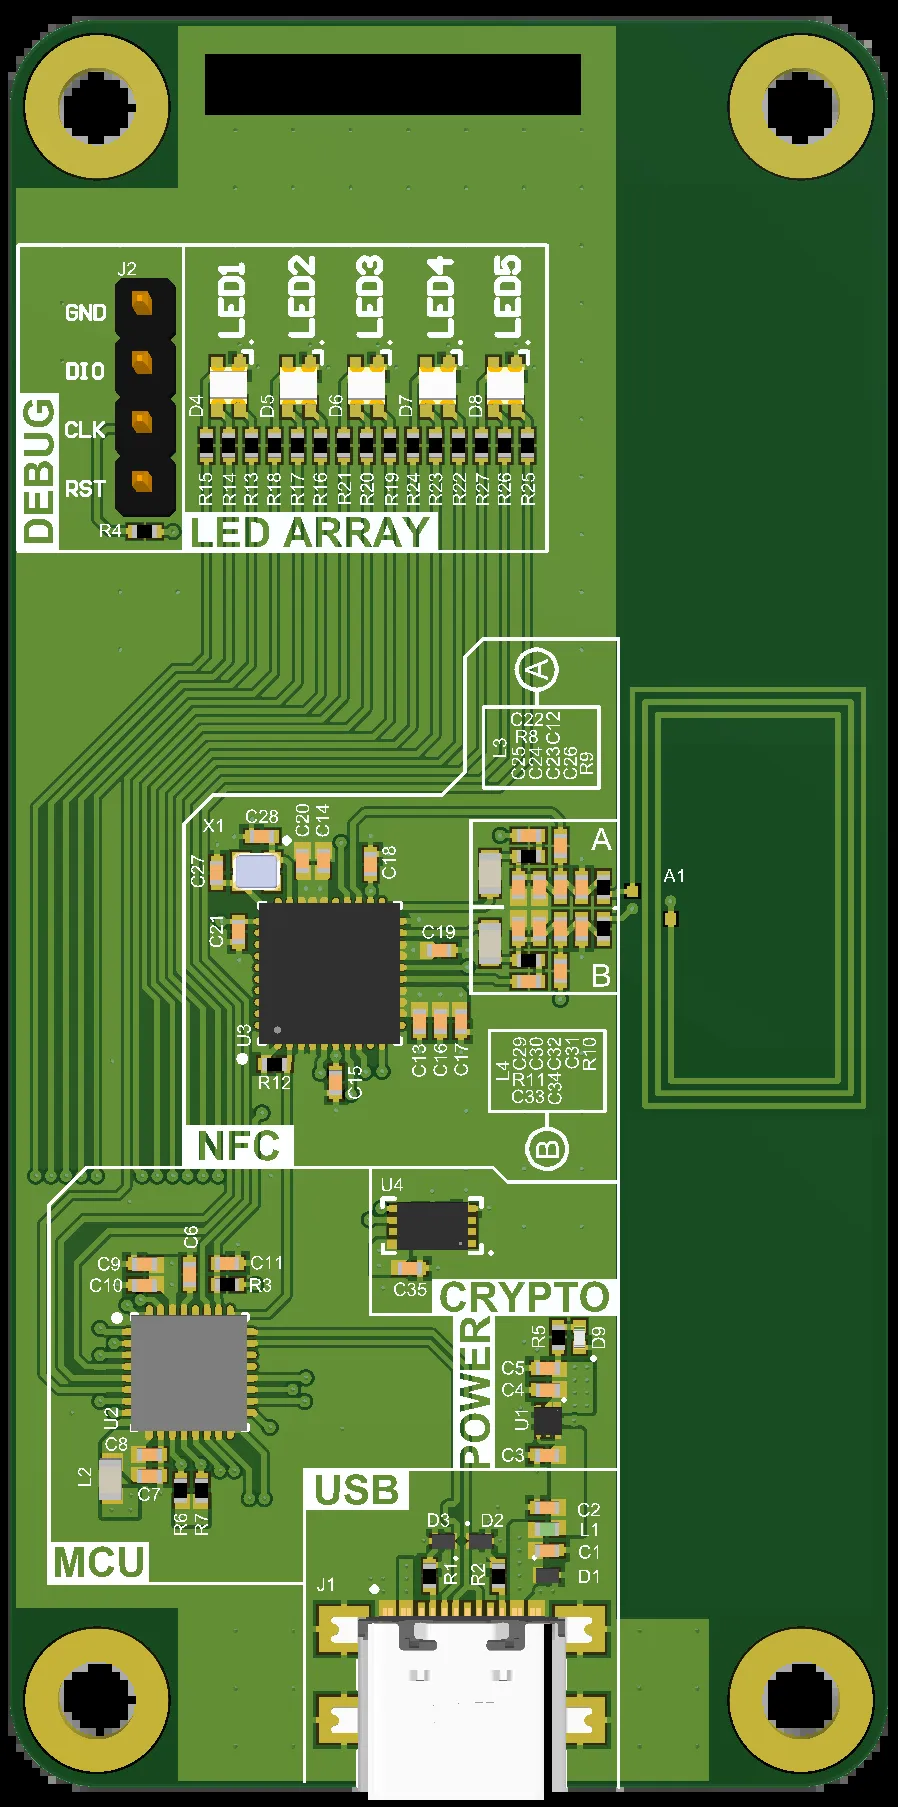 J2
GND
DIO
CLK
RST
R4
DEBUG
LED1
LED2
LED3
LED4
LED5
D4
D5
D6
D7
D8
R15
R14
R13
R18
R17
R16
R21
R20
R19
R24
R23
R22
R27
R26
R25
LED ARRAY
A
L3
C22
R8
C25
C24
C12
C23
C26
R9
X1
C28
C20
C14
C27
C18
C21
C19
A
A1
B
U3
R12
C15
C13
C16
C17
L4
C29
R11
C33
C30
C32
C34
C31
R10
B
NFC
U4
C35
CRYPTO
C6
C9
C10
C11
R3
U2
C8
C7
L2
R6
R7
MCU
POWER
R5
D9
C5
C4
U1
C3
USB
D3
D2
R1
R2
J1
C2
L1
C1
D1